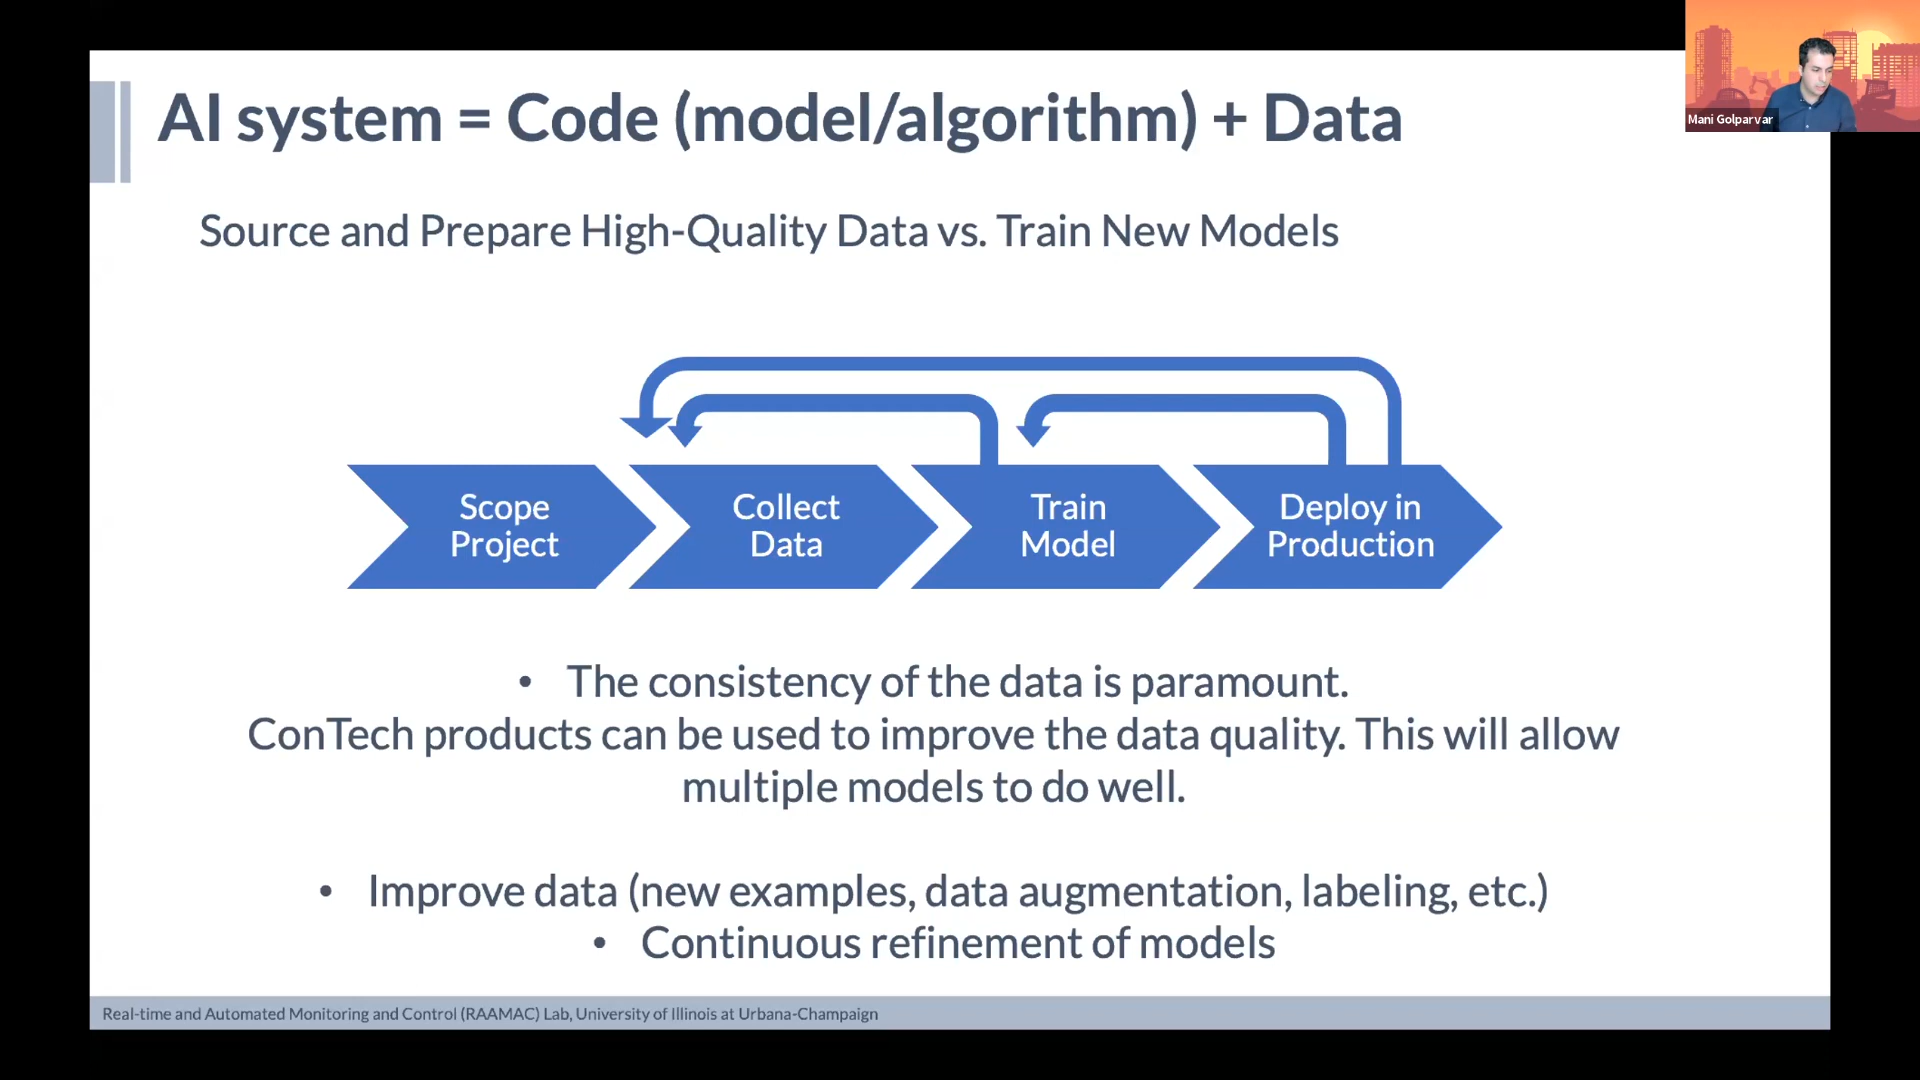 AI system = Code (model/algorithm) + Data
Mani Golparvar
Source and Prepare High-Quality Data vs. Train New Models
Scope
Project
Collect
Data
Train
Model
Deploy in
Production
• The consistency of the data is paramount.
ConTech products can be used to improve the data quality. This will allow
multiple models to do well.
• Improve data (new examples, data augmentation, labeling, etc.)
• Continuous refinement of models
Real-time and Automated Monitoring and Control (RAAMAC) Lab, University of Illinois at Urbana-Champaign